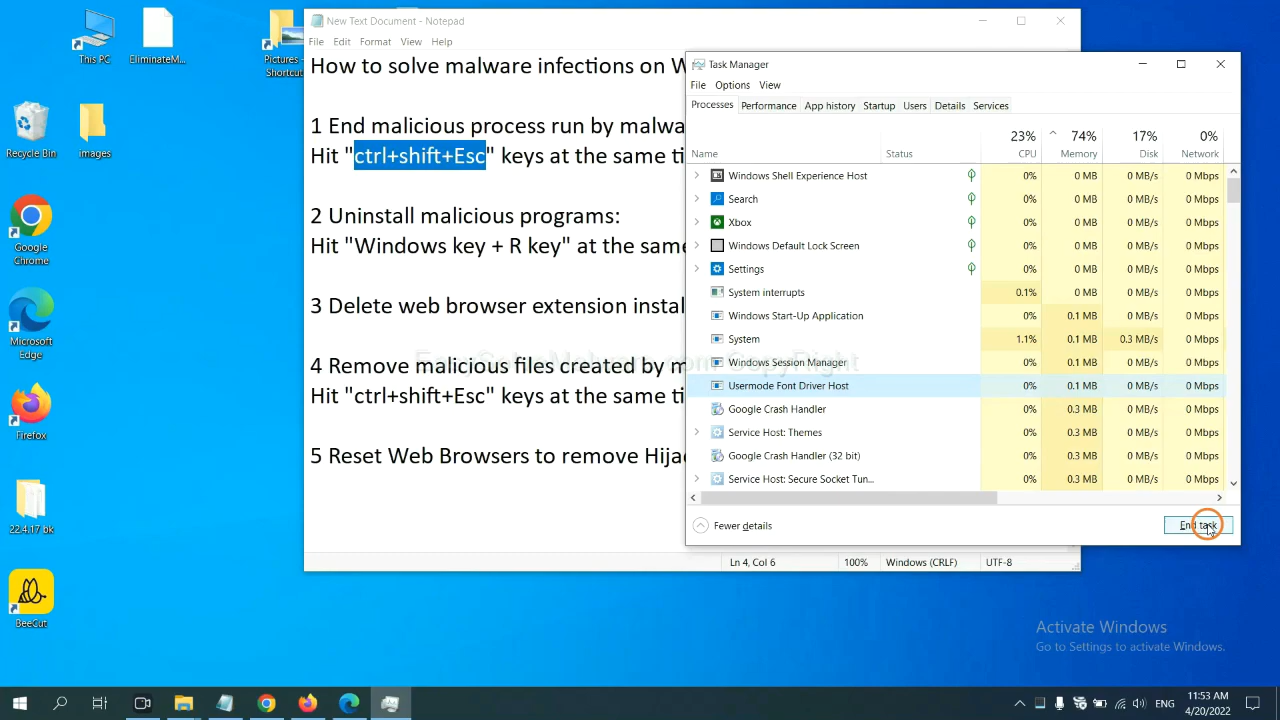 This PC
EliminateM...
Pictures -
Shortcut
Recycle Bin
images
Google
Chrome
Microsoft
Edge
Firefox
22.4.17 bk
BeeCut
New Text Document - Notepad
File Edit Format View Help
How to solve malware infections on W
1 End malicious process run by malwa
Hit "ctrl+shift+Esc" keys at the same ti
2 Uninstall malicious programs:
Hit "Windows key + R key" at the same
3 Delete web browser extension instal
4 Remove malicious files created by m
Hit "ctrl+shift+Esc" keys at the same ti
5 Reset Web Browsers to remove Hijac
Ln 4, Col 6 100% Windows (CRLF) UTF-8
Task Manager
File Options View
Processes Performance App history Startup Users Details Services
23% 74% 17% 0%
Name Status CPU Memory Disk Network
Windows Shell Experience Host 0% 0 MB 0 MB/s 0 Mbps
Search 0% 0 MB 0 MB/s 0 Mbps
Xbox 0% 0 MB 0 MB/s 0 Mbps
Windows Default Lock Screen 0% 0 MB 0 MB/s 0 Mbps
Settings 0% 0 MB 0 MB/s 0 Mbps
System interrupts 0.1% 0 MB 0 MB/s 0 Mbps
Windows Start-Up Application 0% 0.1 MB 0 MB/s 0 Mbps
System 1.1% 0.1 MB 0.3 MB/s 0 Mbps
Windows Session Manager 0% 0.1 MB 0 MB/s 0 Mbps
Usermode Font Driver Host 0% 0.1 MB 0 MB/s 0 Mbps
Google Crash Handler 0% 0.3 MB 0 MB/s 0 Mbps
Service Host: Themes 0% 0.3 MB 0 MB/s 0 Mbps
Google Crash Handler (32 bit) 0% 0.3 MB 0 MB/s 0 Mbps
Service Host: Secure Socket Tun... 0% 0.3 MB 0 MB/s 0 Mbps
Fewer details
End task
Activate Windows
Go to Settings to activate Windows.
ENG
11:53 AM
4/20/2022